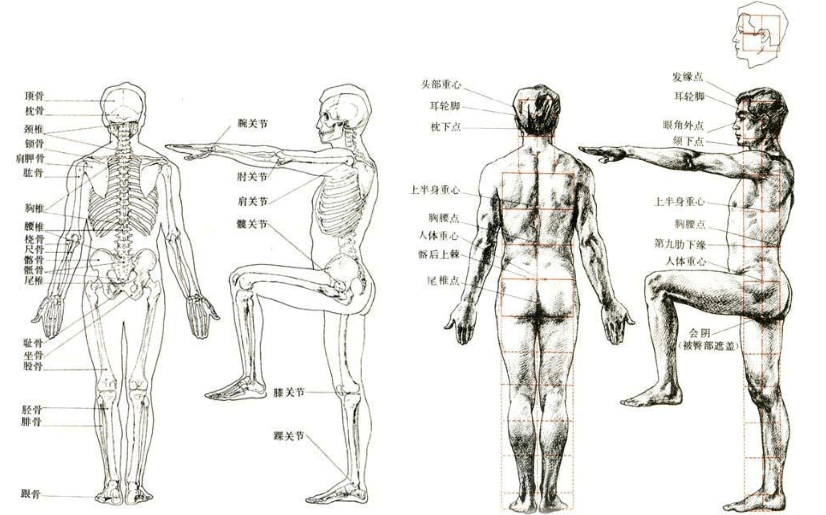 顶骨
枕骨
颈椎
锁骨
肩胛骨
肱骨
胸椎
腰椎
桡骨
尺骨
髂骨
骶骨
尾椎
耻骨
坐骨
股骨
胫骨
腓骨
跟骨
腕关节
肘关节
肩关节
髋关节
膝关节
踝关节
头部重心
耳轮脚
枕下点
上半身重心
胸腰点
人体重心
髂后上棘
尾椎点
发缘点
耳轮脚
眼角外点
颏下点
上半身重心
胸腰点
第九肋下缘
人体重心
会阴
(被臀部遮盖)